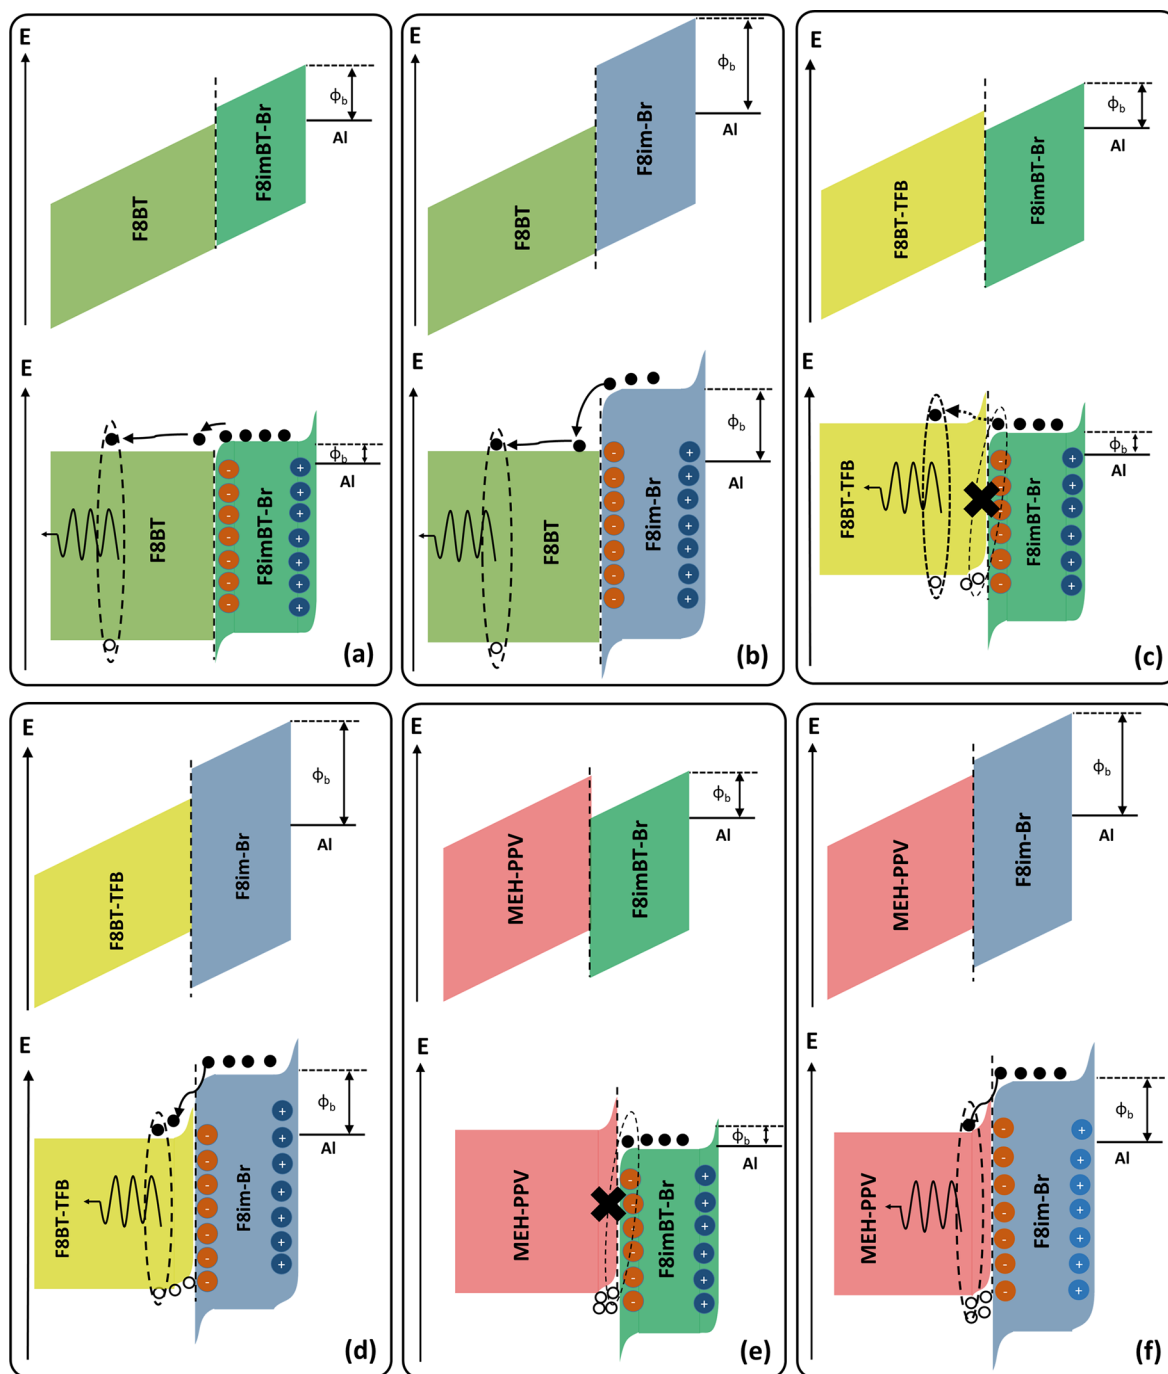 E
F8BT
F8imBT-Br
ϕb
Al
E
F8BT
F8imBT-Br
- - - - - - -
+ + + + + + +
ϕb
Al
(a)
E
F8BT
F8im-Br
ϕb
Al
E
F8BT
F8im-Br
- - - - - - -
+ + + + + + +
ϕb
Al
(b)
E
F8BT-TFB
F8imBT-Br
ϕb
Al
E
F8BT-TFB
F8imBT-Br
- - - - - -
+ + + + + +
ϕb
Al
(c)
E
F8BT-TFB
F8im-Br
ϕb
Al
E
F8BT-TFB
F8im-Br
- - - - - - -
+ + + + + + +
ϕb
Al
(d)
E
MEH-PPV
F8imBT-Br
ϕb
Al
E
MEH-PPV
F8imBT-Br
- - - - - -
+ + + + + +
ϕb
Al
(e)
E
MEH-PPV
F8im-Br
ϕb
Al
E
MEH-PPV
F8im-Br
- - - - - - -
+ + + + + + +
ϕb
Al
(f)